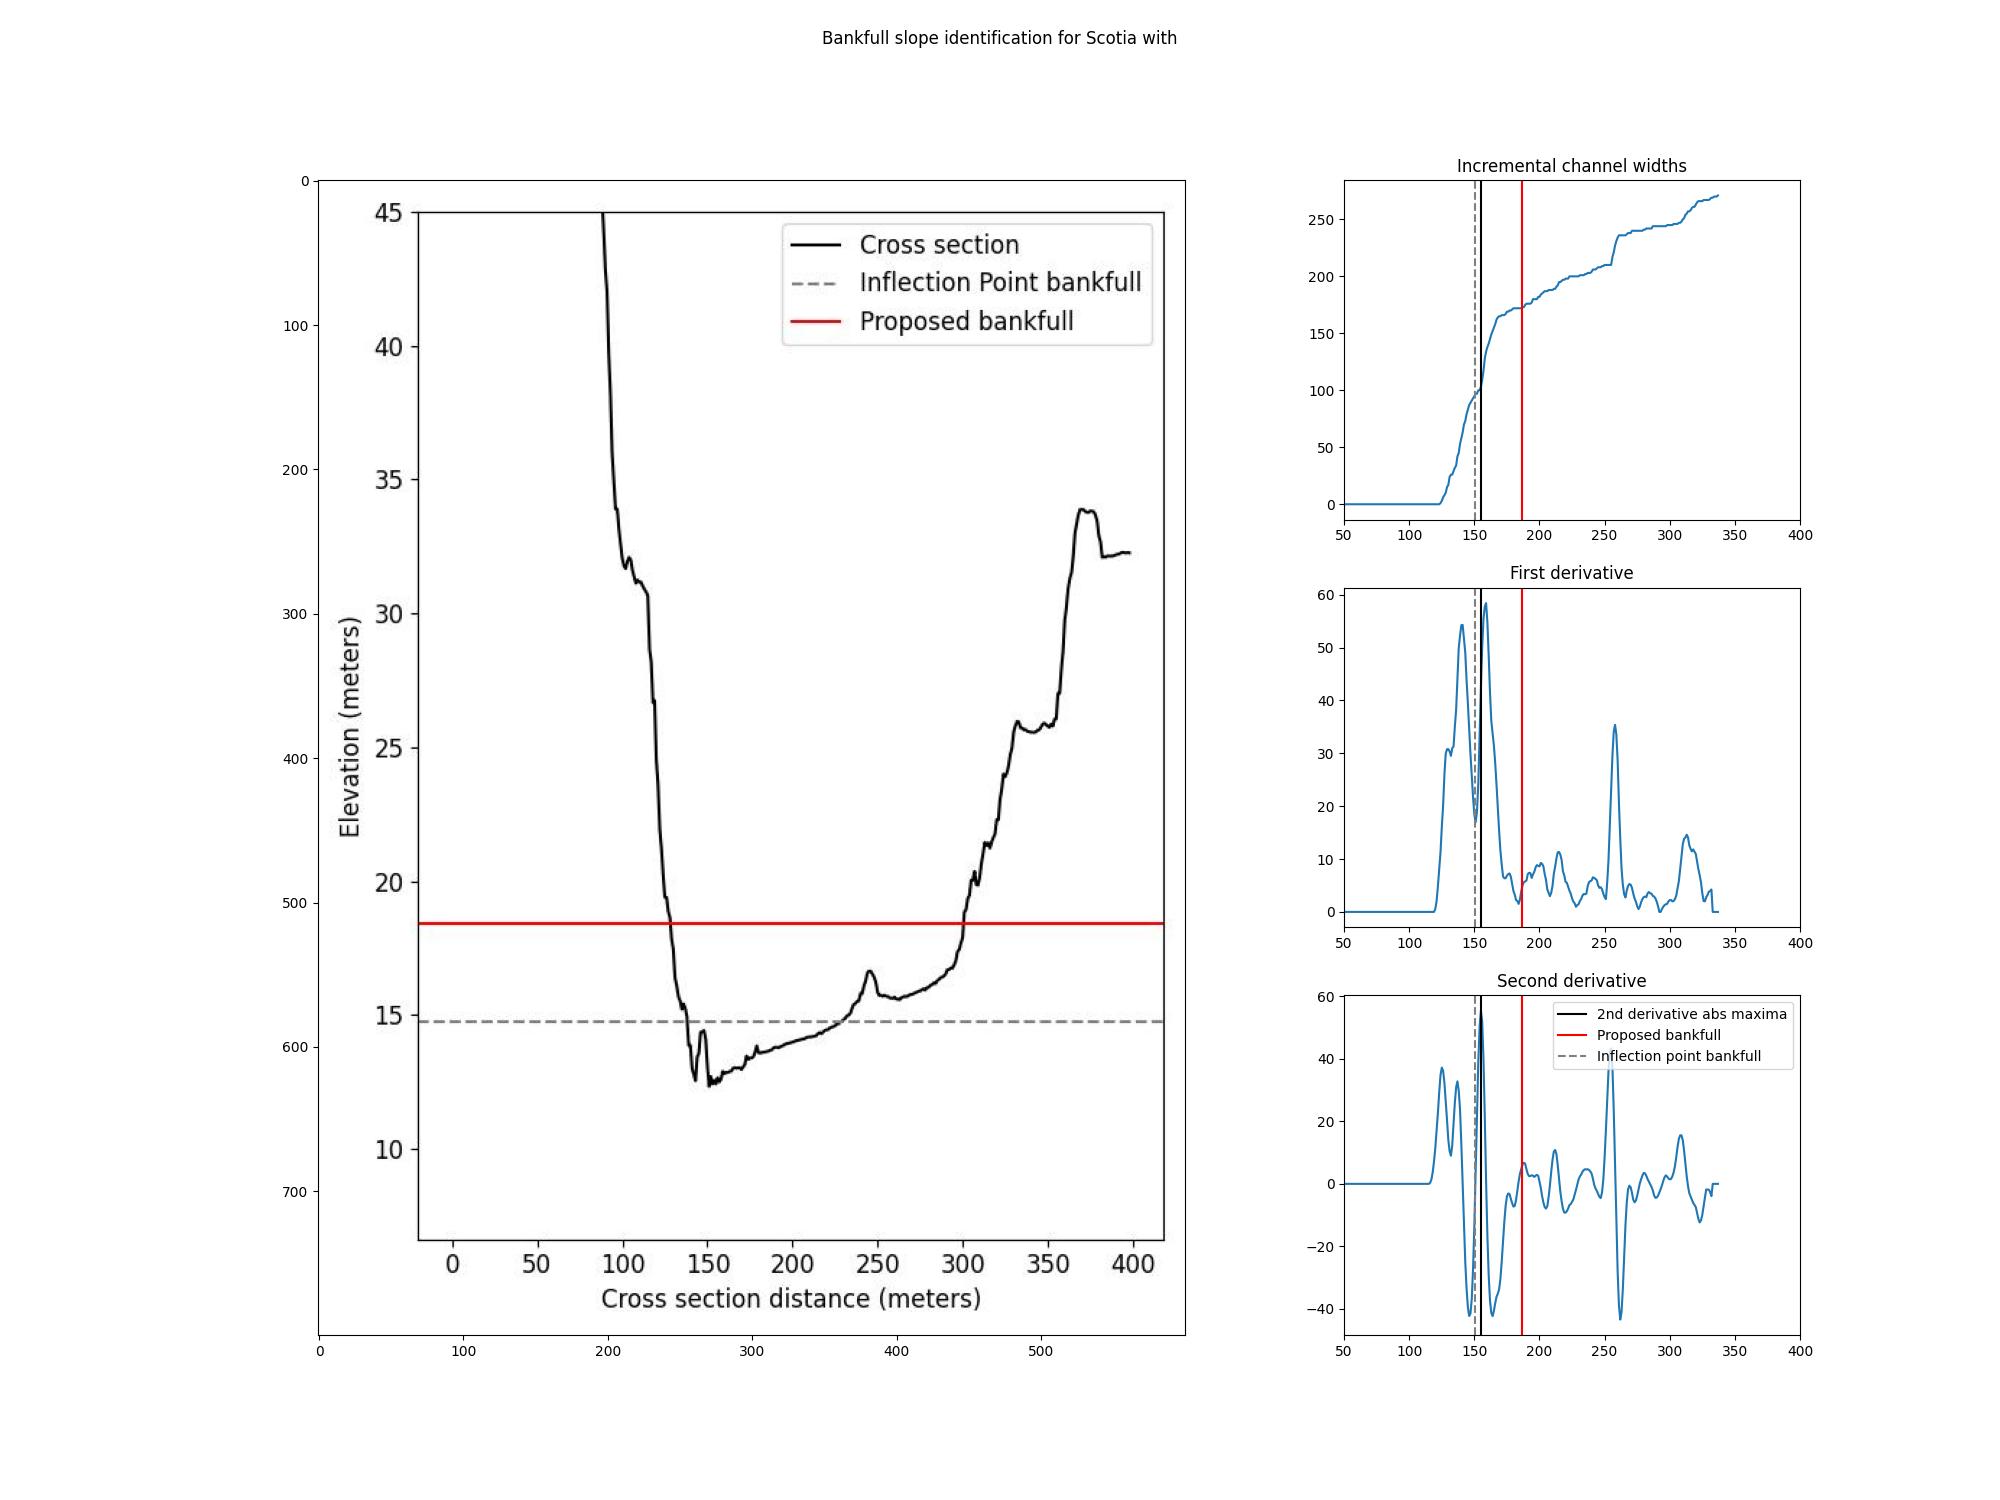 Bankfull slope identification for Scotia with
0
100
200
300
400
500
600
700
0
100
200
300
400
500
Elevation (meters)
45
40
35
30
25
20
15
10
Cross section
Inflection Point bankfull
Proposed bankfull
0 50 100 150 200 250 300 350 400
Cross section distance (meters)
Incremental channel widths
250
200
150
100
50
0
50 100 150 200 250 300 350 400
First derivative
60
50
40
30
20
10
0
50 100 150 200 250 300 350 400
Second derivative
60
40
20
0
−20
−40
2nd derivative abs maxima
Proposed bankfull
Inflection point bankfull
50 100 150 200 250 300 350 400